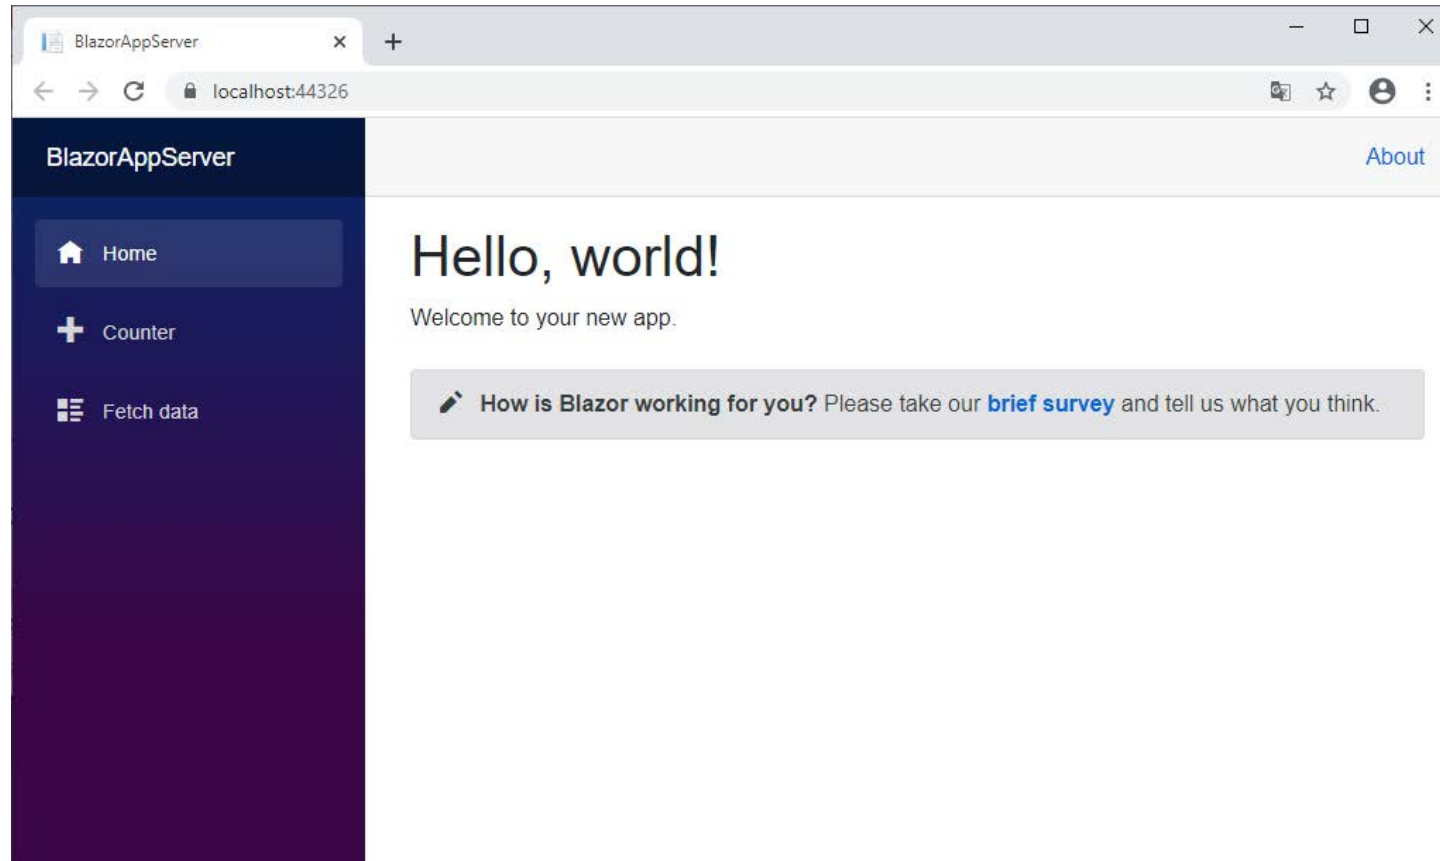 BlazorAppServer
localhost:44326
BlazorAppServer
About
Home
Counter
Fetch data
Hello, world!
Welcome to your new app.
How is Blazor working for you? Please take our brief survey and tell us what you think.